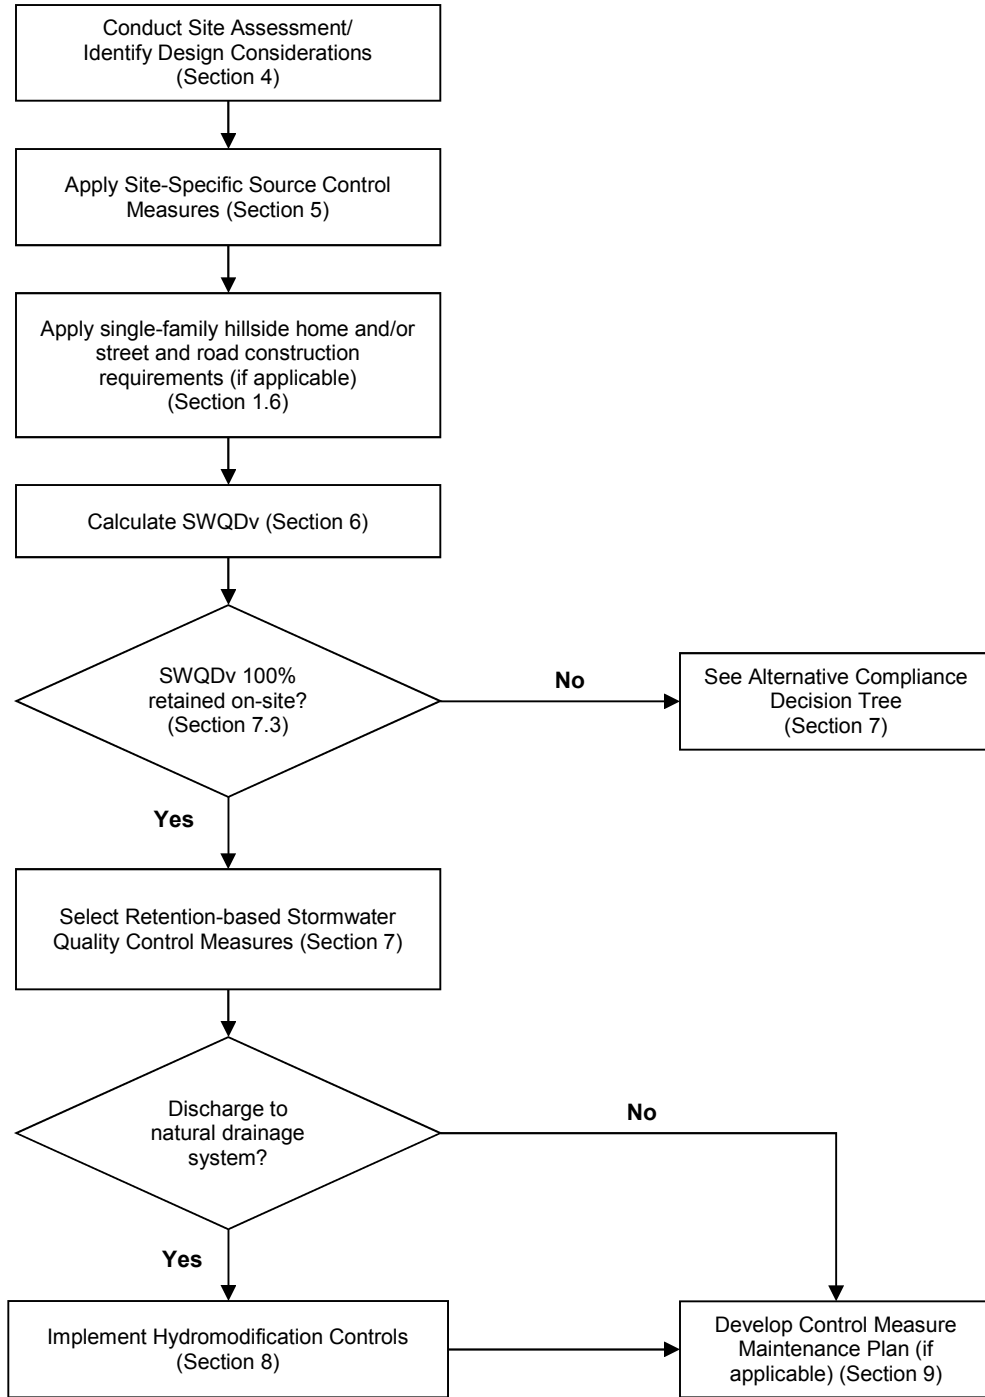 Conduct Site Assessment/
Identify Design Considerations
(Section 4)
Apply Site-Specific Source Control
Measures (Section 5)
Apply single-family hillside home and/or
street and road construction
requirements (if applicable)
(Section 1.6)
Calculate SWQDv (Section 6)
SWQDv 100%
retained on-site?
(Section 7.3)
No
See Alternative Compliance
Decision Tree
(Section 7)
Yes
Select Retention-based Stormwater
Quality Control Measures (Section 7)
Discharge to
natural drainage
system?
No
Yes
Implement Hydromodification Controls
(Section 8)
Develop Control Measure
Maintenance Plan (if
applicable) (Section 9)